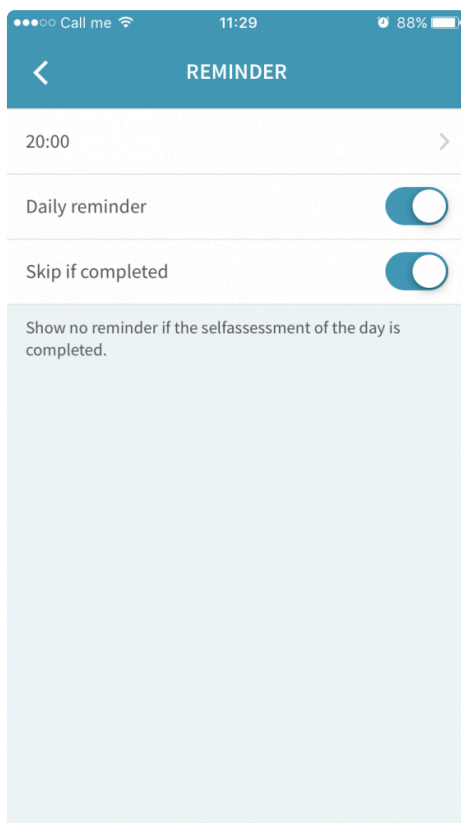 Call me 11:29 88%
REMINDER
20:00
Daily reminder
Skip if completed
Show no reminder if the selfassessment of the day is
completed.